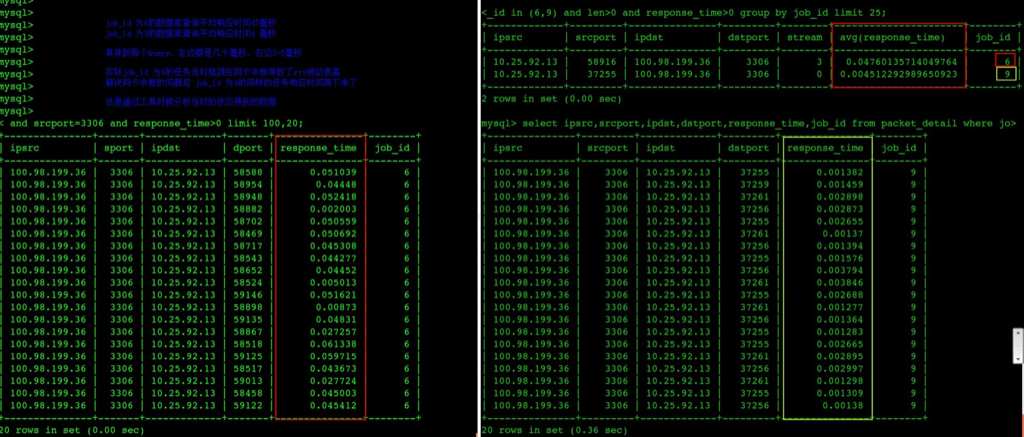 mysql>
mysql>
job_id 为6的数据库查询平均响应时间47毫秒
mysql>
job_id 为9的数据库查询平均响应时间4 毫秒
mysql>
mysql>
具体到每个Query、左边都是几十毫秒、右边3-5毫秒
mysql>
mysql>
实际job_id 为6的任务当时瓶颈在网卡中断导致了rtt波动很高
mysql>
解决网卡中断的问题后 job_id 为9的同样的任务响应时间降下来了
mysql>
这是通过工具时候分析当时的状态得到的数据
mysql>
< and srcport=3306 and response_time>0 limit 100,20;
| ipsrc | sport | ipdst | dport | response_time | job_id |
| 100.98.199.36 | 3306 | 10.25.92.13 | 58588 | 0.051039 | 6 |
| 100.98.199.36 | 3306 | 10.25.92.13 | 58954 | 0.04448 | 6 |
| 100.98.199.36 | 3306 | 10.25.92.13 | 58948 | 0.052418 | 6 |
| 100.98.199.36 | 3306 | 10.25.92.13 | 58882 | 0.002003 | 6 |
| 100.98.199.36 | 3306 | 10.25.92.13 | 58702 | 0.050559 | 6 |
| 100.98.199.36 | 3306 | 10.25.92.13 | 58469 | 0.050692 | 6 |
| 100.98.199.36 | 3306 | 10.25.92.13 | 58717 | 0.045308 | 6 |
| 100.98.199.36 | 3306 | 10.25.92.13 | 58543 | 0.044277 | 6 |
| 100.98.199.36 | 3306 | 10.25.92.13 | 58652 | 0.04452 | 6 |
| 100.98.199.36 | 3306 | 10.25.92.13 | 58524 | 0.005013 | 6 |
| 100.98.199.36 | 3306 | 10.25.92.13 | 59146 | 0.051621 | 6 |
| 100.98.199.36 | 3306 | 10.25.92.13 | 58898 | 0.00873 | 6 |
| 100.98.199.36 | 3306 | 10.25.92.13 | 59135 | 0.04831 | 6 |
| 100.98.199.36 | 3306 | 10.25.92.13 | 58867 | 0.027257 | 6 |
| 100.98.199.36 | 3306 | 10.25.92.13 | 58518 | 0.061338 | 6 |
| 100.98.199.36 | 3306 | 10.25.92.13 | 59125 | 0.059715 | 6 |
| 100.98.199.36 | 3306 | 10.25.92.13 | 58517 | 0.043673 | 6 |
| 100.98.199.36 | 3306 | 10.25.92.13 | 59013 | 0.027724 | 6 |
| 100.98.199.36 | 3306 | 10.25.92.13 | 58458 | 0.045003 | 6 |
| 100.98.199.36 | 3306 | 10.25.92.13 | 59122 | 0.045412 | 6 |
20 rows in set (0.00 sec)
<_id in (6,9) and len>0 and response_time>0 group by job_id limit 25;
| ipsrc | srcport | ipdst | dstport | stream | avg(response_time) | job_id |
| 10.25.92.13 | 58916 | 100.98.199.36 | 3306 | 3 | 0.04760135714049764 | 6 |
| 10.25.92.13 | 37255 | 100.98.199.36 | 3306 | 0 | 0.004512292989650923 | 9 |
2 rows in set (0.00 sec)
mysql> select ipsrc,srcport,ipdst,dstport,response_time,job_id from packet_detail where jo>
| ipsrc | srcport | ipdst | dstport | response_time | job_id |
| 100.98.199.36 | 3306 | 10.25.92.13 | 37255 | 0.001382 | 9 |
| 100.98.199.36 | 3306 | 10.25.92.13 | 37259 | 0.001459 | 9 |
| 100.98.199.36 | 3306 | 10.25.92.13 | 37261 | 0.002898 | 9 |
| 100.98.199.36 | 3306 | 10.25.92.13 | 37256 | 0.002873 | 9 |
| 100.98.199.36 | 3306 | 10.25.92.13 | 37255 | 0.002655 | 9 |
| 100.98.199.36 | 3306 | 10.25.92.13 | 37261 | 0.00137 | 9 |
| 100.98.199.36 | 3306 | 10.25.92.13 | 37256 | 0.001394 | 9 |
| 100.98.199.36 | 3306 | 10.25.92.13 | 37255 | 0.001576 | 9 |
| 100.98.199.36 | 3306 | 10.25.92.13 | 37256 | 0.003794 | 9 |
| 100.98.199.36 | 3306 | 10.25.92.13 | 37255 | 0.003846 | 9 |
| 100.98.199.36 | 3306 | 10.25.92.13 | 37255 | 0.002688 | 9 |
| 100.98.199.36 | 3306 | 10.25.92.13 | 37261 | 0.001277 | 9 |
| 100.98.199.36 | 3306 | 10.25.92.13 | 37256 | 0.001364 | 9 |
| 100.98.199.36 | 3306 | 10.25.92.13 | 37255 | 0.001283 | 9 |
| 100.98.199.36 | 3306 | 10.25.92.13 | 37255 | 0.002665 | 9 |
| 100.98.199.36 | 3306 | 10.25.92.13 | 37261 | 0.002895 | 9 |
| 100.98.199.36 | 3306 | 10.25.92.13 | 37256 | 0.002997 | 9 |
| 100.98.199.36 | 3306 | 10.25.92.13 | 37261 | 0.001298 | 9 |
| 100.98.199.36 | 3306 | 10.25.92.13 | 37255 | 0.001309 | 9 |
| 100.98.199.36 | 3306 | 10.25.92.13 | 37256 | 0.00138 | 9 |
20 rows in set (0.36 sec)